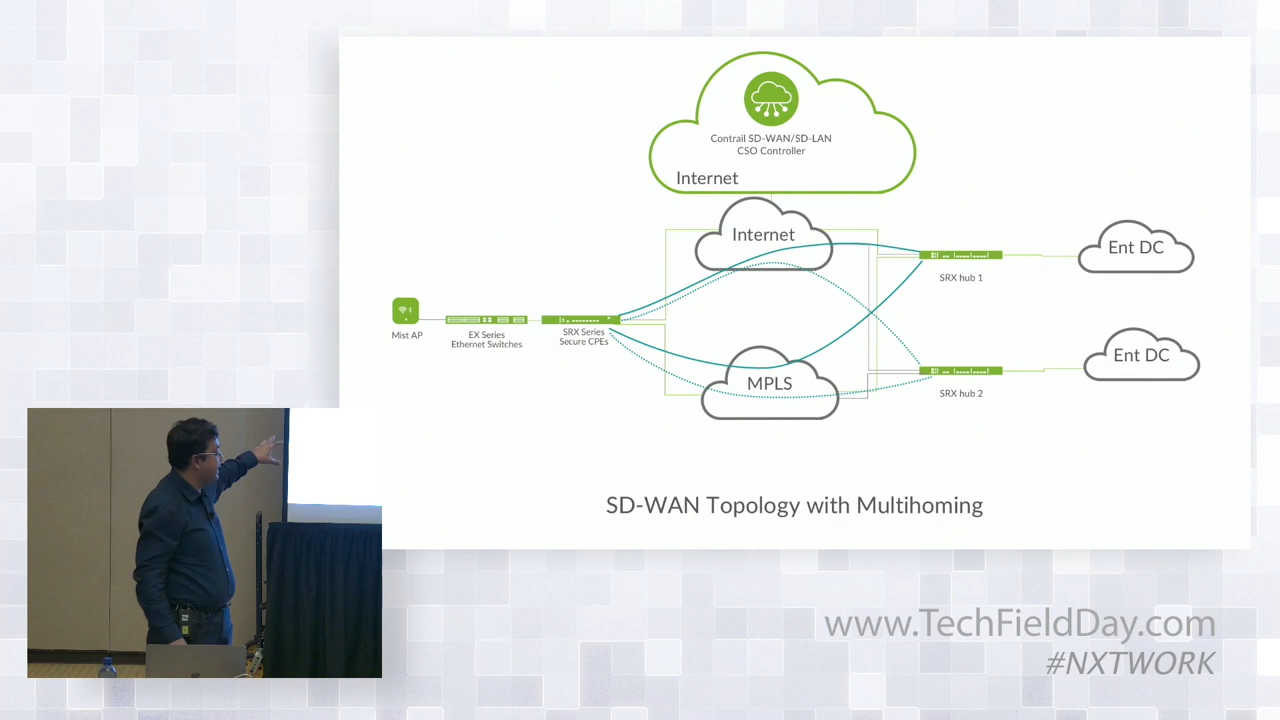 Contrail SD-WAN/SD-LAN
CSO Controller
Internet
Internet
Ent DC
SRX hub 1
Mist AP
EX Series
Ethernet Switches
SRX Series
Secure CPEs
MPLS
Ent DC
SRX hub 2
SD-WAN Topology with Multihoming
www.TechFieldDay.com
#NXTWORK